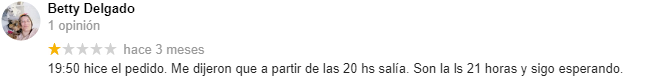 Betty Delgado
1 opinión
hace 3 meses
19:50 hice el pedido. Me dijeron que a partir de las 20 hs salía. Son la ls 21 horas y sigo esperando.